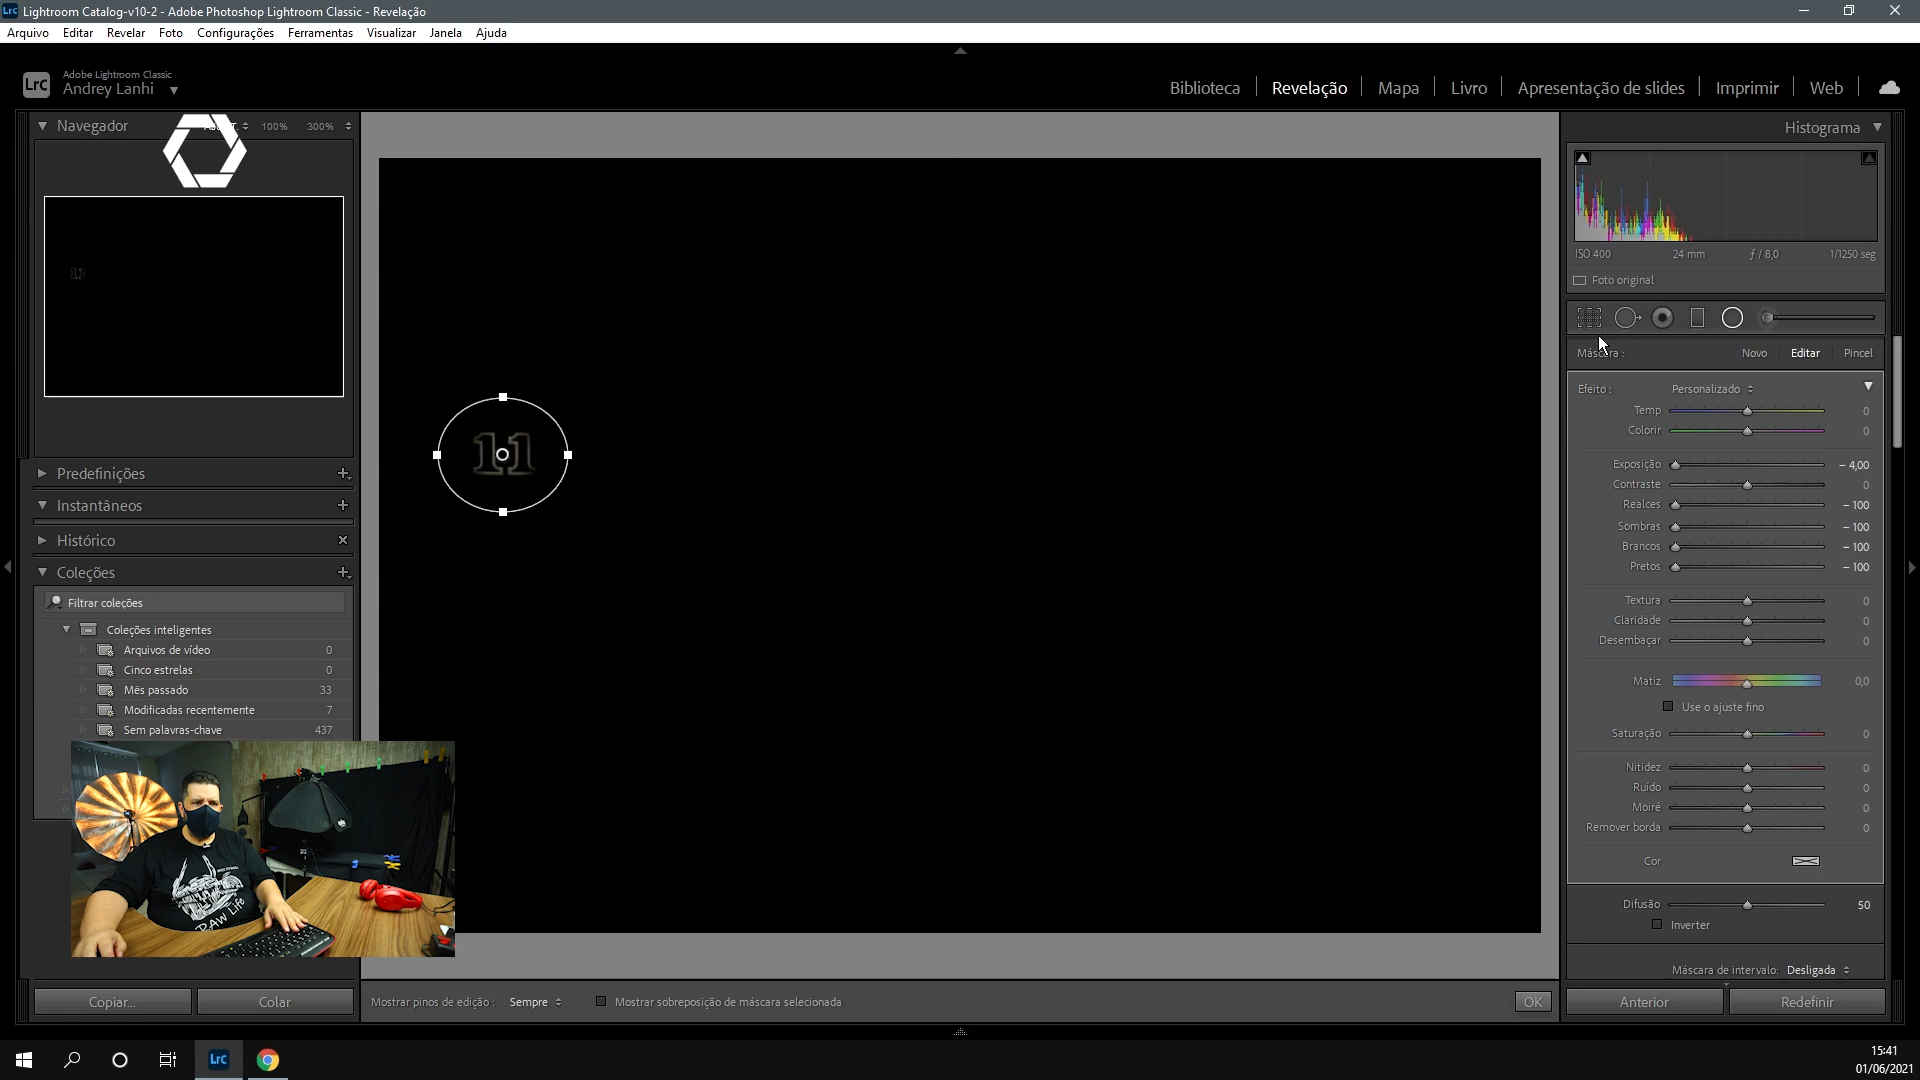 Lrc Lightroom Catalog-v10-2 - Adobe Photoshop Lightroom Classic - Revelação
Arquivo Editar Revelar Foto Configurações Ferramentas Visualizar Janela Ajuda
LrC Adobe Lightroom Classic
Andrey Lanhi
Biblioteca Revelação Mapa Livro Apresentação de slides Imprimir Web
Navegador 100% 300%
Histograma
ISO 400 24 mm ƒ / 8,0 1/1250 seg
Foto original
Máscara : Novo Editar Pincel
Efeito : Personalizado
Temp 0
Colorir 0
Exposição – 4,00
Contraste 0
Realces – 100
Sombras – 100
Brancos – 100
Pretos – 100
Textura 0
Claridade 0
Desembaçar 0
Matiz 0,0
Use o ajuste fino
Saturação 0
Nitidez 0
Ruído 0
Moiré 0
Remover borda 0
Cor
Difusão 50
Inverter
Máscara de intervalo: Desligada
Anterior Redefinir
11
11
Predefinições
Instantâneos
Histórico
Coleções
Filtrar coleções
Coleções inteligentes
Arquivos de vídeo 0
Cinco estrelas 0
Mês passado 33
Modificadas recentemente 7
Sem palavras-chave 437
RAW LiFe
Copiar... Colar
Mostrar pinos de edição : Sempre Mostrar sobreposição de máscara selecionada OK
LrC
15:41
01/06/2021